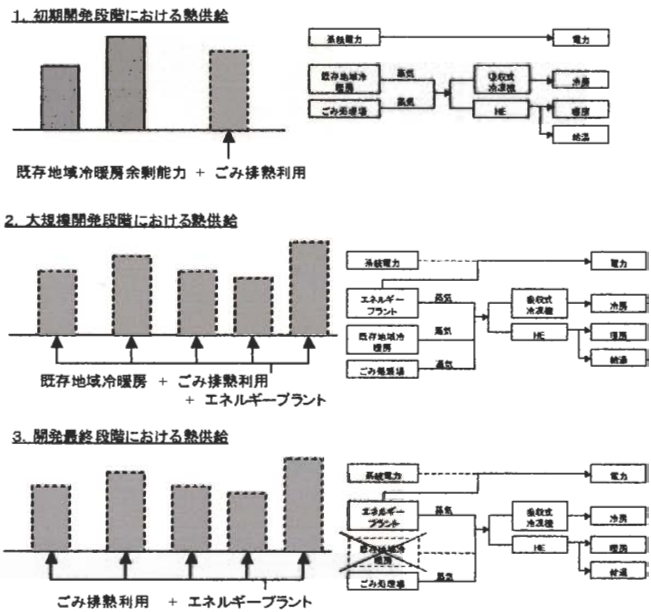 1. 初期開発段階における熱供給
系統電力
電力
既存地域冷
暖房
蒸気
ごみ処理場
蒸気
吸収式
冷凍機
HE
冷房
暖房
給湯
既存地域冷暖房余剰能力 + ごみ排熱利用
2. 大規模開発段階における熱供給
系統電力
電力
エネルギー
プラント
蒸気
既存地域冷
暖房
蒸気
ごみ処理場
蒸気
吸収式
冷凍機
HE
冷房
暖房
給湯
既存地域冷暖房 + ごみ排熱利用
+ エネルギープラント
3. 開発最終段階における熱供給
系統電力
電力
エネルギー
プラント
蒸気
既存地域冷
暖房
ごみ処理場
蒸気
吸収式
冷凍機
HE
冷房
暖房
給湯
ごみ排熱利用 + エネルギープラント